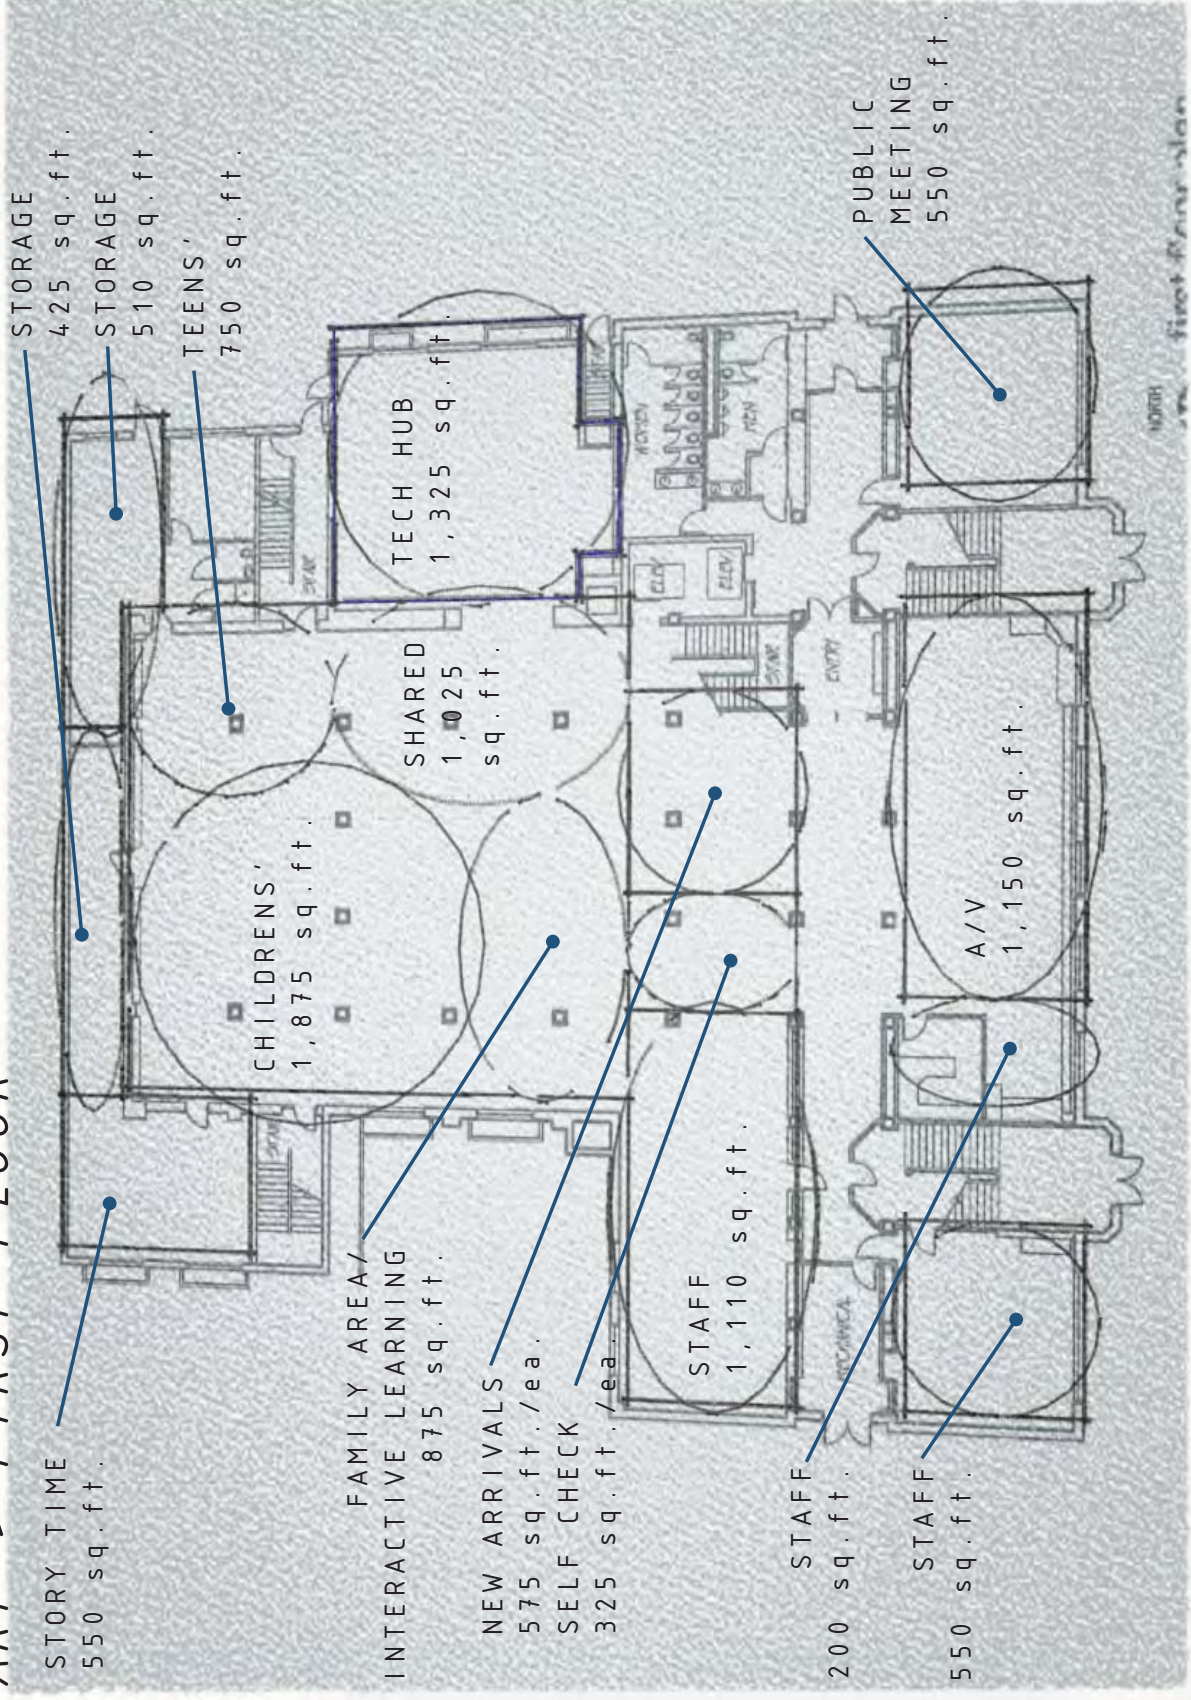 STORAGE
425 sq.ft.
STORAGE
510 sq.ft.
TEENS'
750 sq.ft.
STORY TIME
550 sq.ft.
CHILDRENS'
1,875 sq.ft.
TECH HUB
1,325 sq.ft.
SHARED
1,025
sq.ft.
FAMILY AREA/
INTERACTIVE LEARNING
875 sq.ft.
NEW ARRIVALS
575 sq.ft./ea.
SELF CHECK
325 sq.ft./ea.
STAFF
1,110 sq.ft.
A/V
1,150 sq.ft.
PUBLIC
MEETING
550 sq.ft.
STAFF
200 sq.ft.
STAFF
550 sq.ft.
STAIR
STAIR
WOMEN
MEN
ELEV
ELEV
STAIR
ENTRY
NORTH
first floor plan